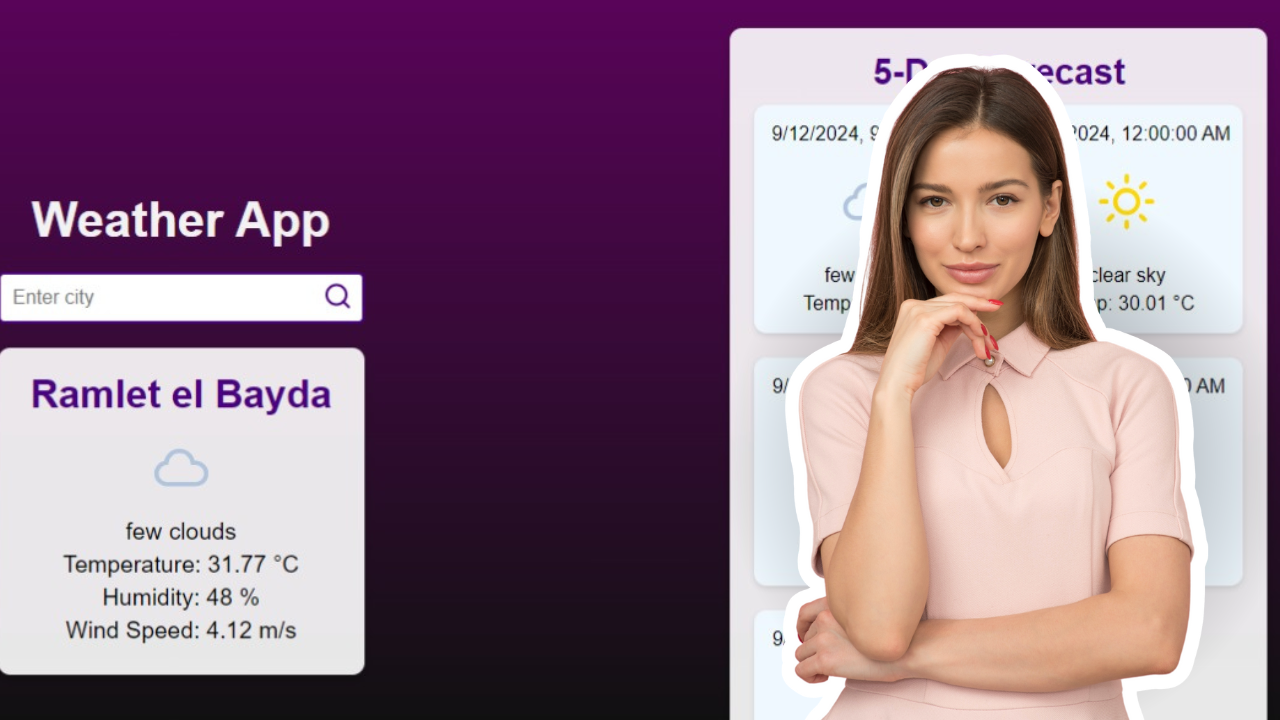 Weather App
Enter city
Ramlet el Bayda
few clouds
Temperature: 31.77 °C
Humidity: 48 %
Wind Speed: 4.12 m/s
5-D ecast
9/12/2024, 9
2024, 12:00:00 AM
few
clear sky
Temp
p: 30.01 °C
9/
0 AM
9/